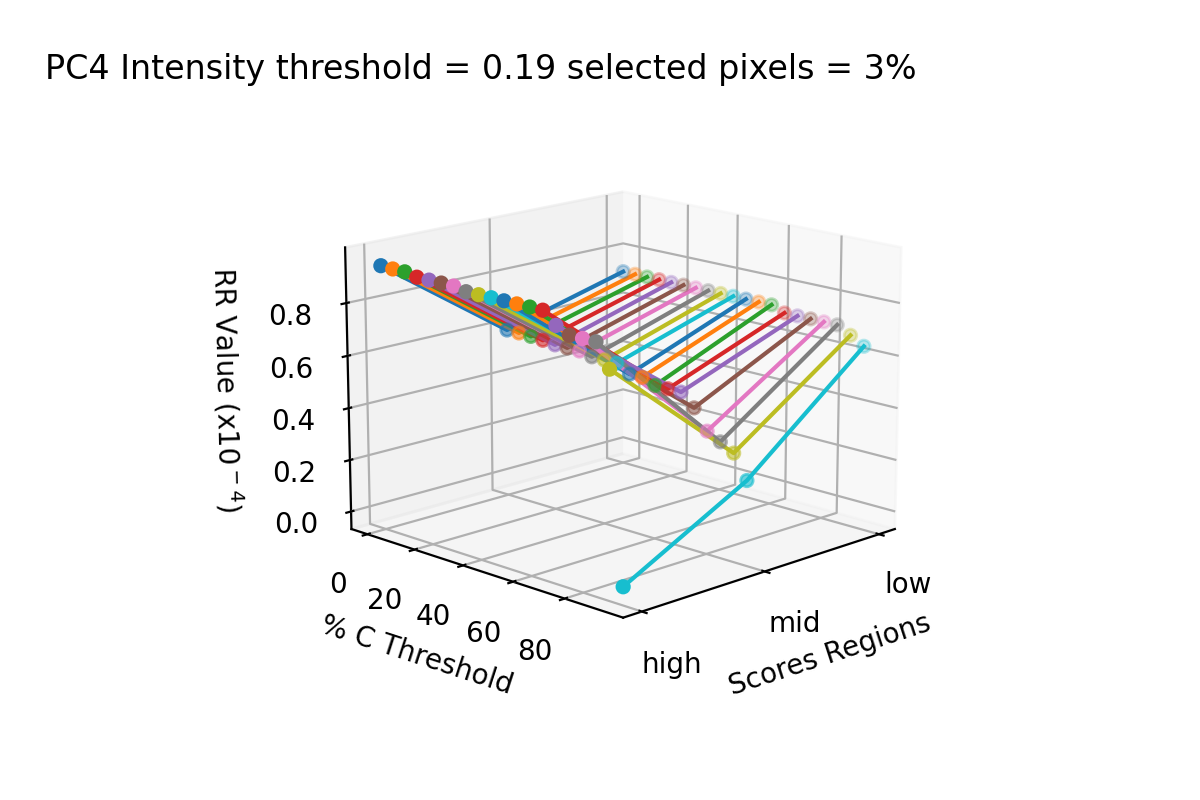 PC4 Intensity threshold = 0.19 selected pixels = 3%
RR Value (x10⁻⁴)
0.8
0.6
0.4
0.2
0.0
0
20
40
60
80
% C Threshold
high
mid
low
Scores Regions